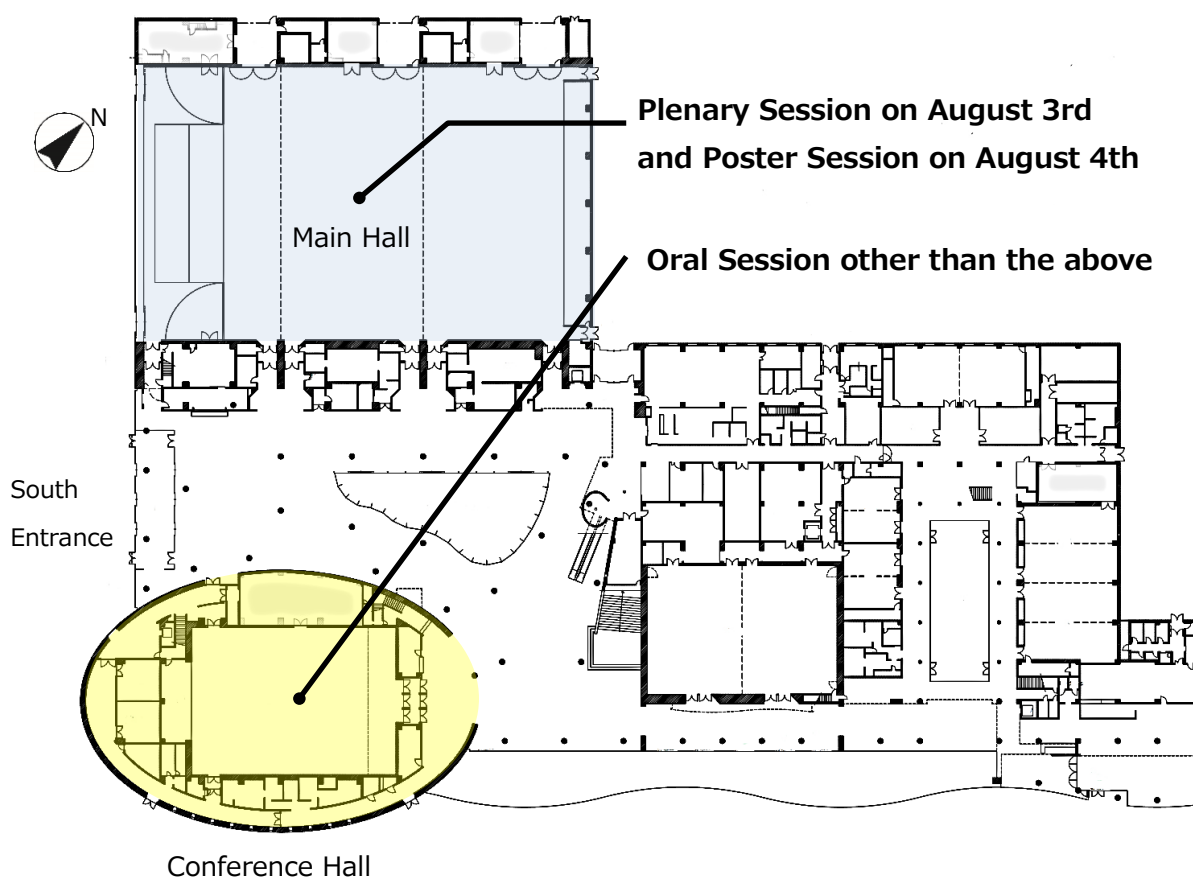 N
Plenary Session on August 3rd
and Poster Session on August 4th
Main Hall
Oral Session other than the above
South
Entrance
Conference Hall